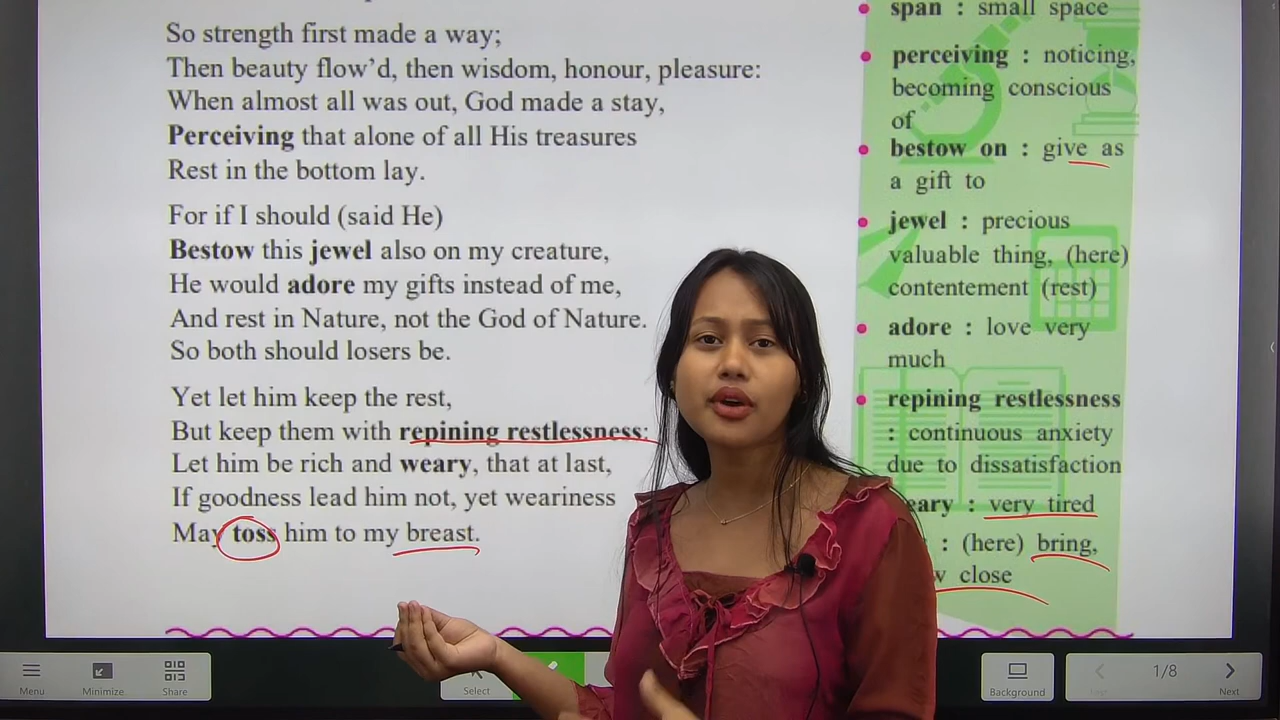 So strength first made a way;
Then beauty flow'd, then wisdom, honour, pleasure:
When almost all was out, God made a stay,
Perceiving that alone of all His treasures
Rest in the bottom lay.
For if I should (said He)
Bestow this jewel also on my creature,
He would adore my gifts instead of me,
And rest in Nature, not the God of Nature.
So both should losers be.
Yet let him keep the rest,
But keep them with repining restlessness:
Let him be rich and weary, that at last,
If goodness lead him not, yet weariness
May toss him to my breast.
span : small space
perceiving : noticing,
becoming conscious
of
bestow on : give as
a gift to
jewel : precious
valuable thing, (here)
contentement (rest)
adore : love very
much
repining restlessness
: continuous anxiety
due to dissatisfaction
: very tired
: (here) bring,
close
Menu
Minimize
Share
Select
Background
1/8
Next